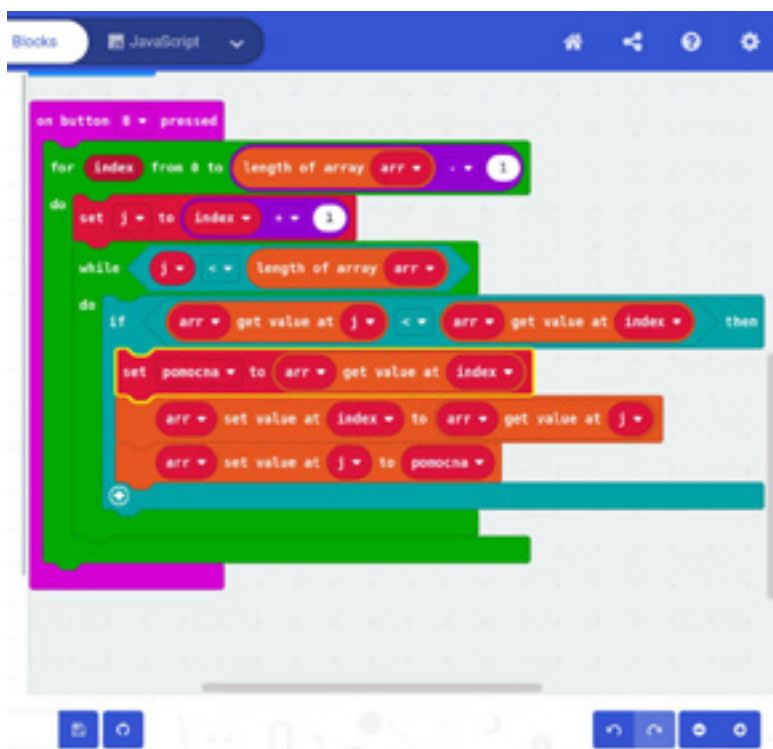 Blocks JavaScript
on button B pressed
for index from 0 to length of array arr - 1
do
set j to index + 1
while j < length of array arr
do
if arr get value at j < arr get value at index then
set pomocna to arr get value at index
arr set value at index to arr get value at j
arr set value at j to pomocna